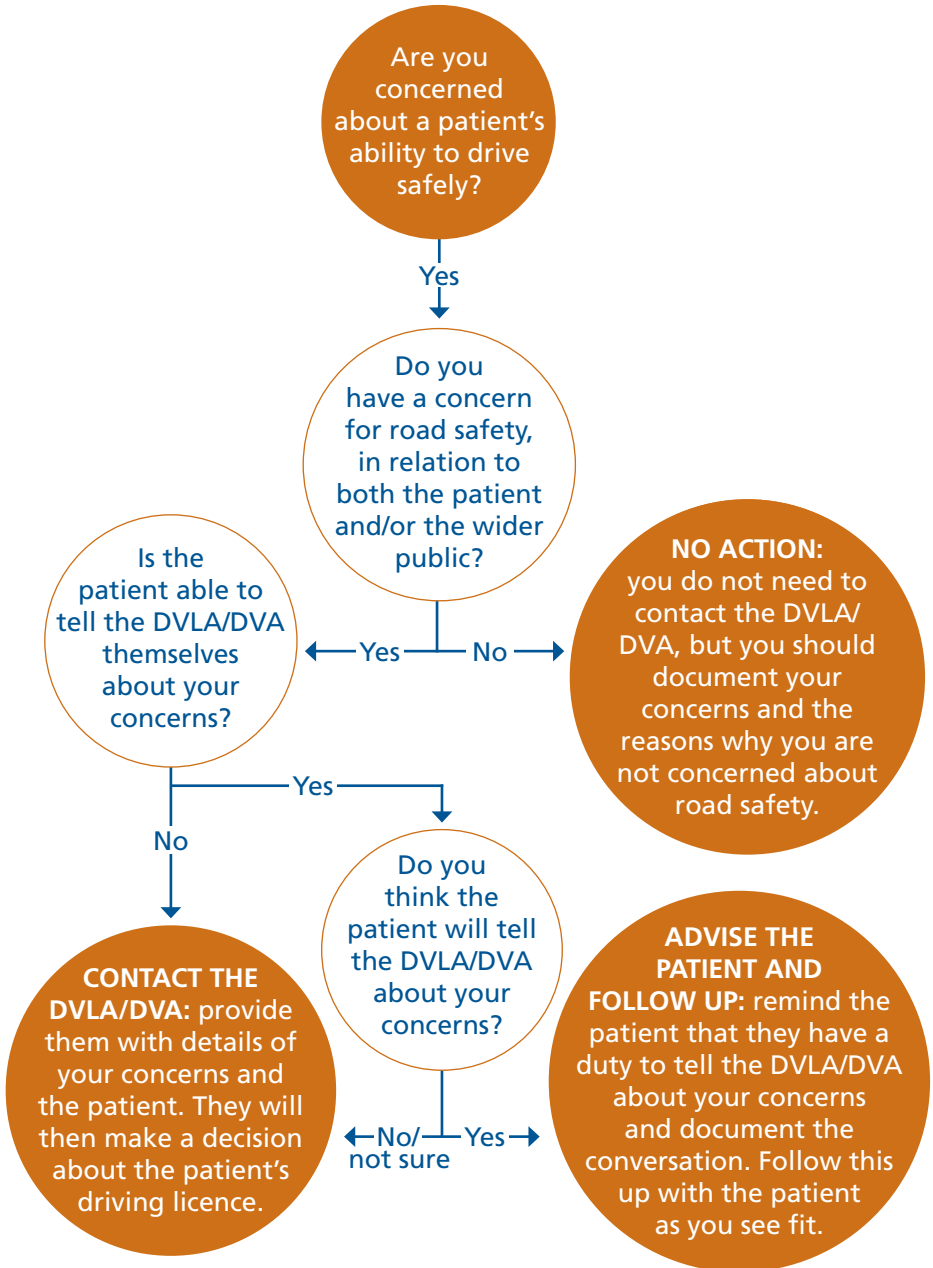 Are you
concerned
about a patient’s
ability to drive
safely?
Yes
Do you
have a concern
for road safety,
in relation to
both the patient
and/or the wider
public?
Yes
No
Is the
patient able to
tell the DVLA/DVA
themselves
about your
concerns?
NO ACTION:
you do not need to
contact the DVLA/
DVA, but you should
document your
concerns and the
reasons why you are
not concerned about
road safety.
Yes
No
Do you
think the
patient will tell
the DVLA/DVA
about your
concerns?
CONTACT THE
DVLA/DVA: provide
them with details of
your concerns and
the patient. They will
then make a decision
about the patient’s
driving licence.
No/
not sure
Yes
ADVISE THE
PATIENT AND
FOLLOW UP: remind the
patient that they have a
duty to tell the DVLA/DVA
about your concerns
and document the
conversation. Follow this
up with the patient
as you see fit.